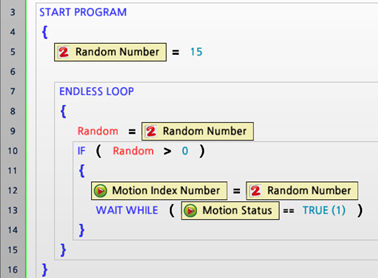 3 START PROGRAM
4 {
5 2 Random Number = 15
6
7 ENDLESS LOOP
8 {
9 Random = 2 Random Number
10 IF ( Random > 0 )
11 {
12 Motion Index Number = 2 Random Number
13 WAIT WHILE ( Motion Status == TRUE (1) )
14 }
15 }
16 }